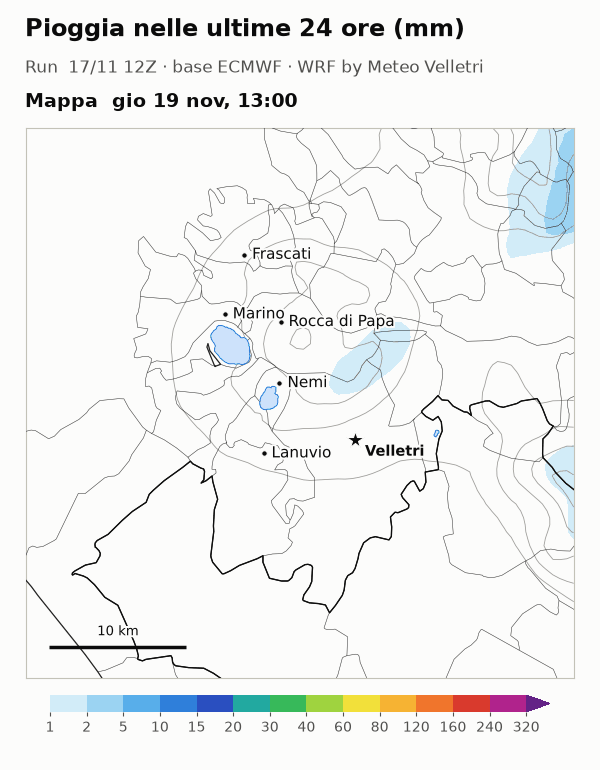 Pioggia nelle ultime 24 ore (mm)
Run  17/11 12Z · base ECMWF · WRF by Meteo Velletri
Mappa  gio 19 nov, 13:00
Frascati
Marino
Rocca di Papa
Nemi
Velletri
Lanuvio
10 km
1 2 5 10 15 20 30 40 60 80 120 160 240 320